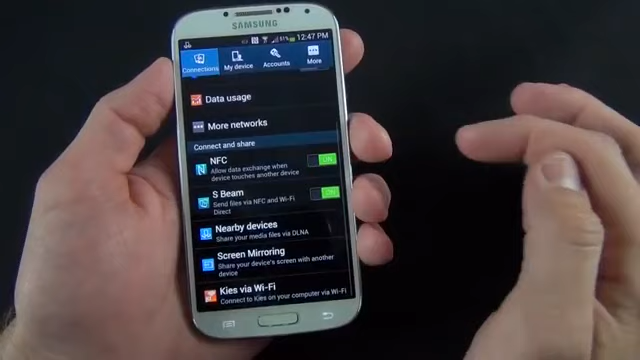 SAMSUNG
12:47 PM
Connections
My device
Accounts
More
Data usage
More networks
Connect and share
NFC
Allow data exchange when
device touches another device
ON
S Beam
Send files via NFC and Wi-Fi
Direct
ON
Nearby devices
Share your media files via DLNA
Screen Mirroring
Share your device's screen with another
device
Kies via Wi-Fi
Connect to Kies on your computer via Wi-Fi